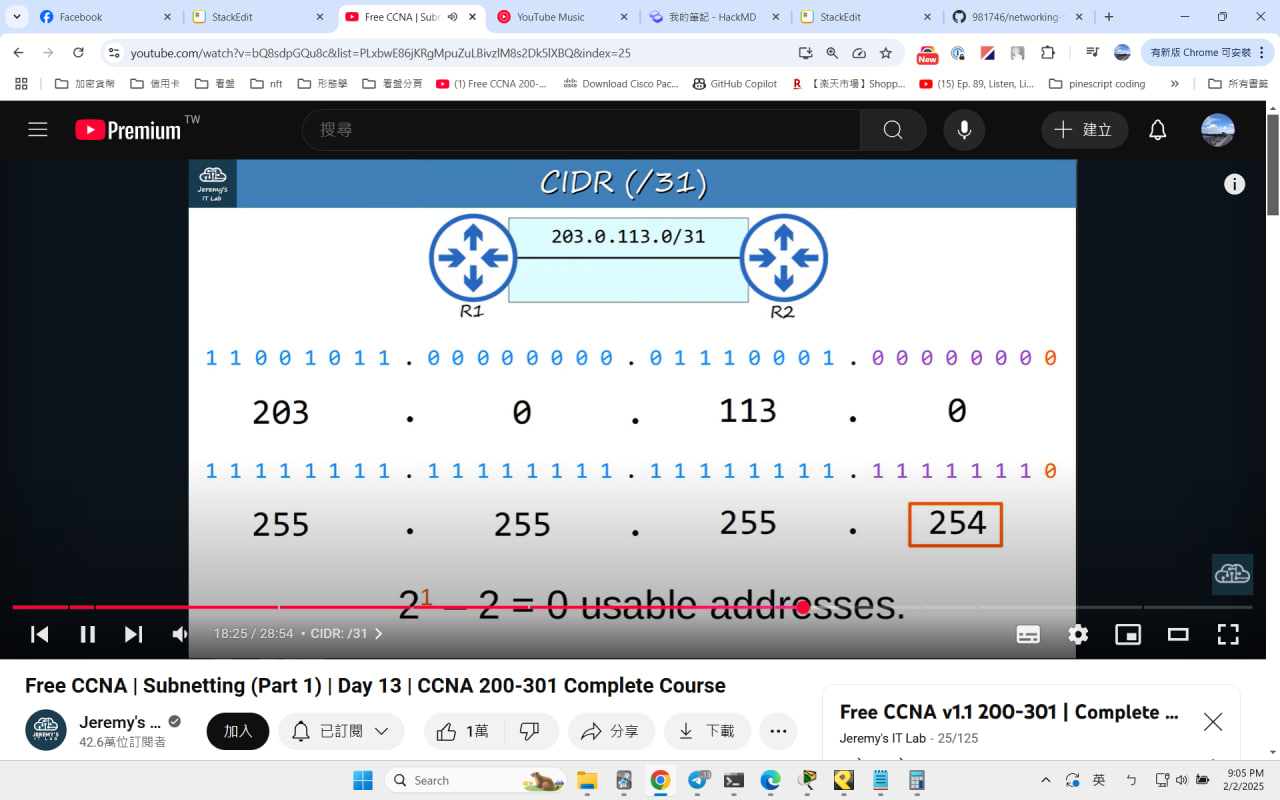 Facebook
StackEdit
Free CCNA | Subn
YouTube Music
我的筆記 - HackMD
StackEdit
981746/networking-
youtube.com/watch?v=bQ8sdpGQu8c&list=PLxbwE86jKRgMpuZuLBivzlM8s2Dk5lXBQ&index=25
New
有新版 Chrome 可安裝
加密貨幣
信用卡
看盤
nft
形態學
看盤分頁
(1) Free CCNA 200-...
Download Cisco Pac...
GitHub Copilot
R
【楽天市場】Shopp...
(15) Ep. 89, Listen, Li...
pinescript coding
»
所有書籤
Premium TW
搜尋
建立
Jeremy's
IT Lab
CIDR (/31)
203.0.113.0/31
R1
R2
1 1 0 0 1 0 1 1 . 0 0 0 0 0 0 0 0 . 0 1 1 1 0 0 0 1 . 0 0 0 0 0 0 0 0
203 . 0 . 113 . 0
1 1 1 1 1 1 1 1 . 1 1 1 1 1 1 1 1 . 1 1 1 1 1 1 1 1 . 1 1 1 1 1 1 1 0
255 . 255 . 255 . 254
2¹ – 2 = 0 usable addresses.
18:25 / 28:54 • CIDR: /31
Free CCNA | Subnetting (Part 1) | Day 13 | CCNA 200-301 Complete Course
JEREMY'S
IT LAB
Jeremy's ...
42.6萬位訂閱者
加入
已訂閱
1萬
分享
下載
Free CCNA v1.1 200-301 | Complete ...
Jeremy's IT Lab - 25/125
Search
英
ㄅ
9:05 PM
2/2/2025